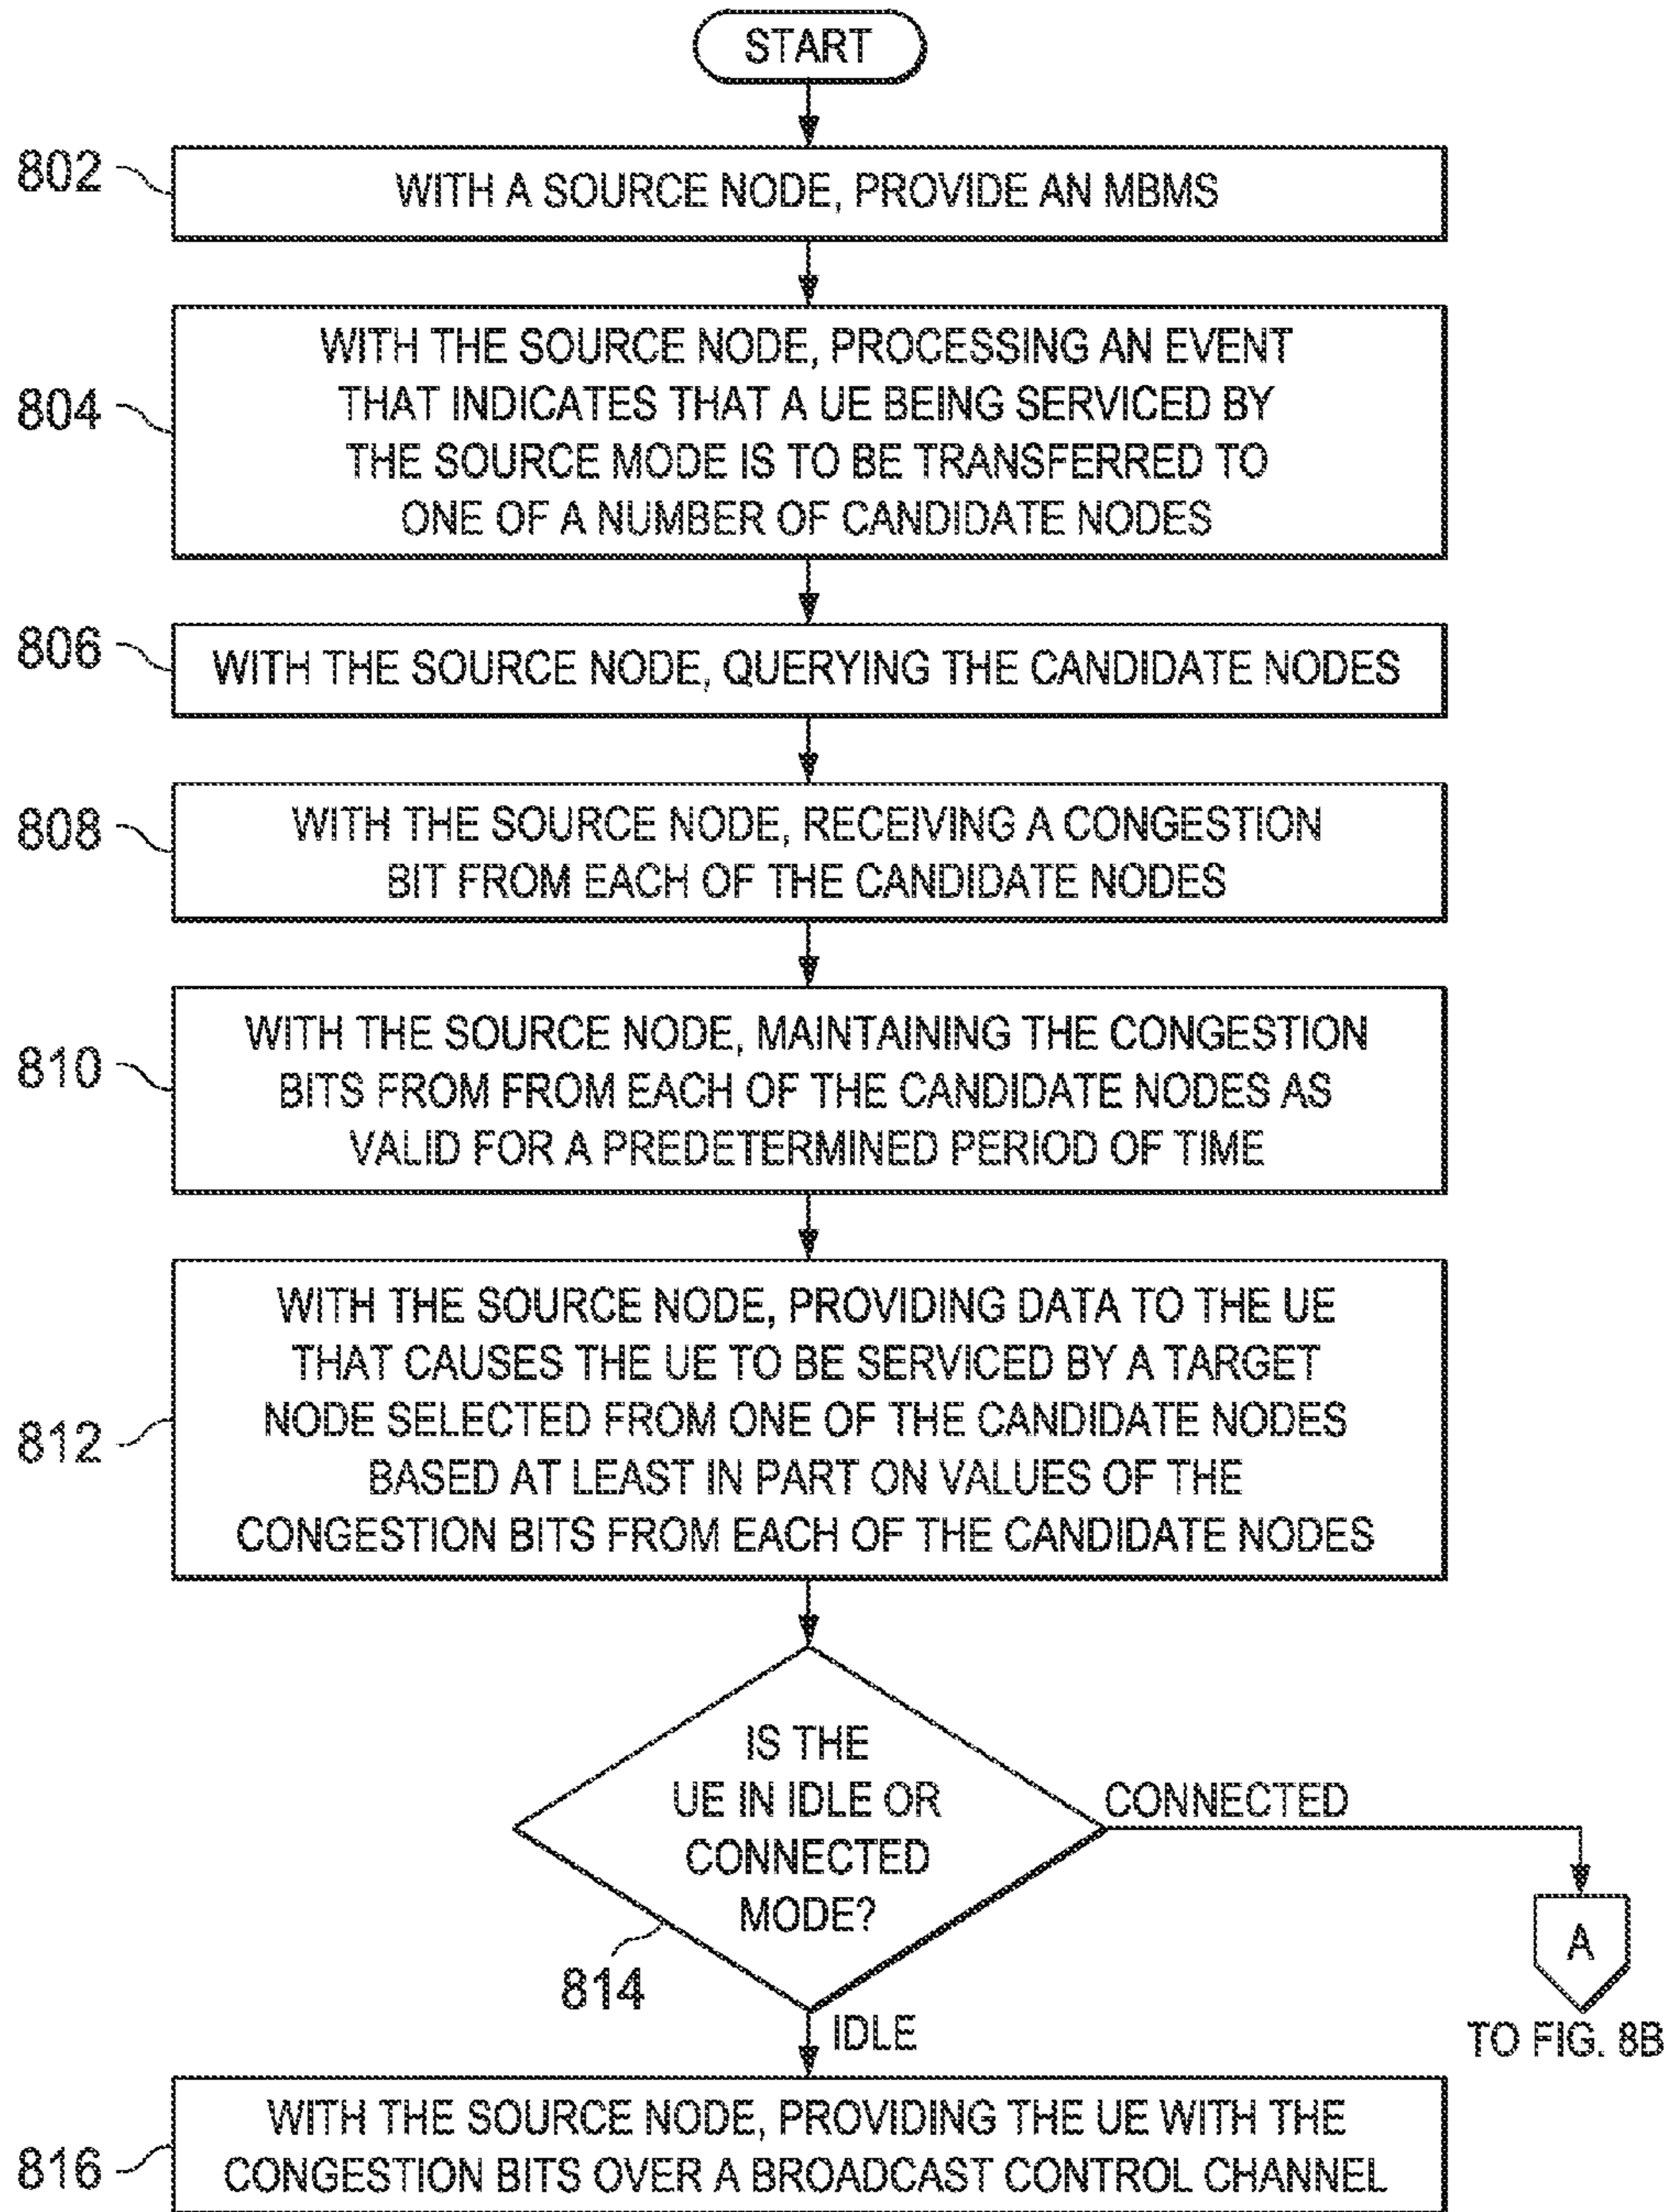 START
802
WITH A SOURCE NODE, PROVIDE AN MBMS
804
WITH THE SOURCE NODE, PROCESSING AN EVENT
THAT INDICATES THAT A UE BEING SERVICED BY
THE SOURCE MODE IS TO BE TRANSFERRED TO
ONE OF A NUMBER OF CANDIDATE NODES
806
WITH THE SOURCE NODE, QUERYING THE CANDIDATE NODES
808
WITH THE SOURCE NODE, RECEIVING A CONGESTION
BIT FROM EACH OF THE CANDIDATE NODES
810
WITH THE SOURCE NODE, MAINTAINING THE CONGESTION
BITS FROM FROM EACH OF THE CANDIDATE NODES AS
VALID FOR A PREDETERMINED PERIOD OF TIME
812
WITH THE SOURCE NODE, PROVIDING DATA TO THE UE
THAT CAUSES THE UE TO BE SERVICED BY A TARGET
NODE SELECTED FROM ONE OF THE CANDIDATE NODES
BASED AT LEAST IN PART ON VALUES OF THE
CONGESTION BITS FROM EACH OF THE CANDIDATE NODES
IS THE
UE IN IDLE OR
CONNECTED
MODE?
814
CONNECTED
A
TO FIG. 8B
IDLE
816
WITH THE SOURCE NODE, PROVIDING THE UE WITH THE
CONGESTION BITS OVER A BROADCAST CONTROL CHANNEL